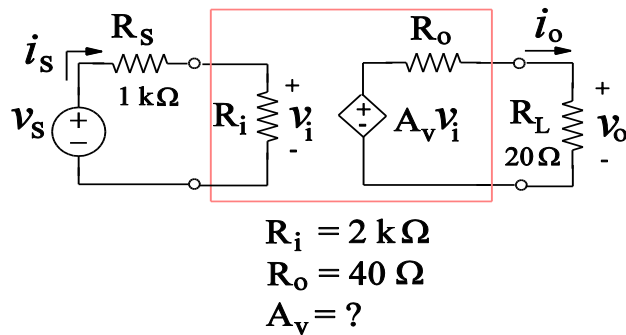 i_s R_S R_o i_o
1 kΩ
v_s + − R_i + v_i - + - A_v v_i R_L + v_o -
20 Ω
R_i = 2 kΩ
R_o = 40 Ω
A_v = ?